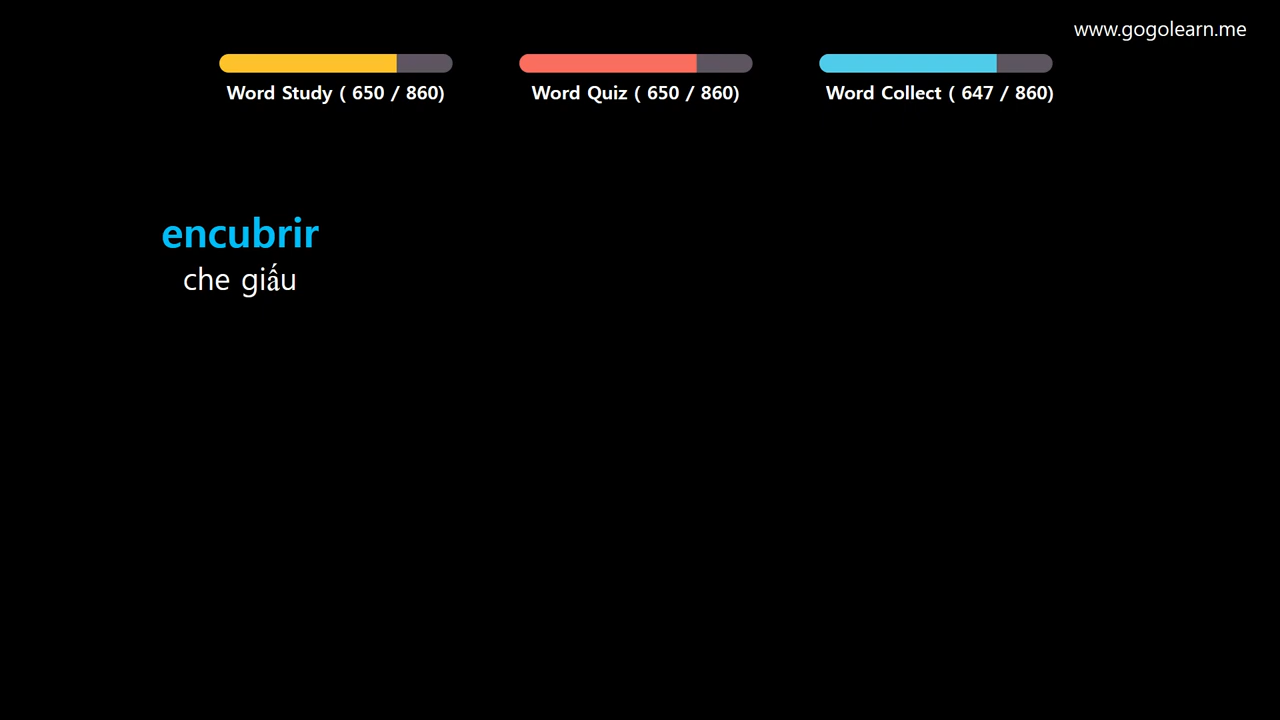 www.gogolearn.me
Word Study ( 650 / 860)
Word Quiz ( 650 / 860)
Word Collect ( 647 / 860)
encubrir
che giấu